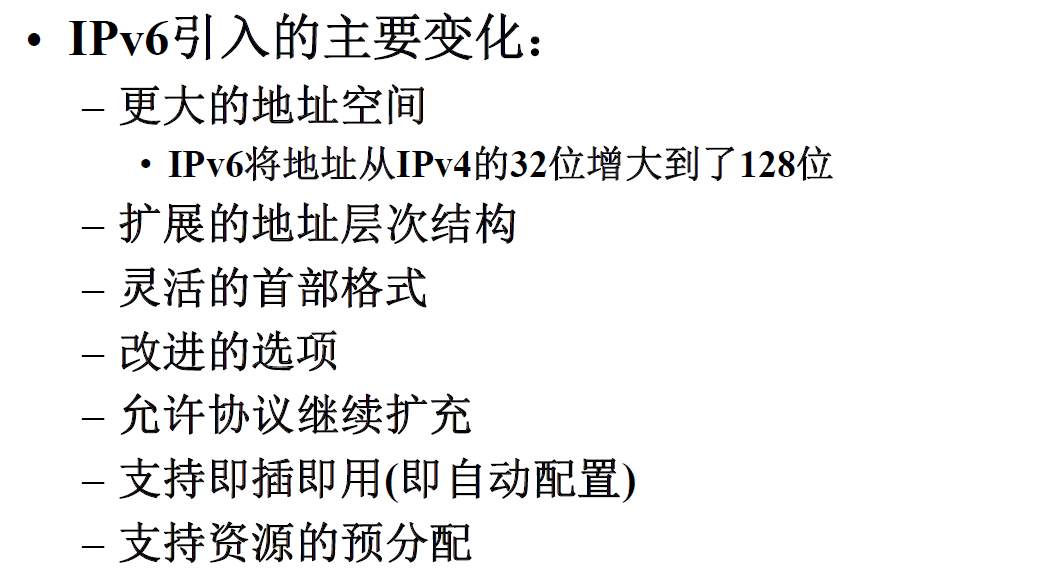 • IPv6引入的主要变化：
– 更大的地址空间
• IPv6将地址从IPv4的32位增大到了128位
– 扩展的地址层次结构
– 灵活的首部格式
– 改进的选项
– 允许协议继续扩充
– 支持即插即用(即自动配置)
– 支持资源的预分配